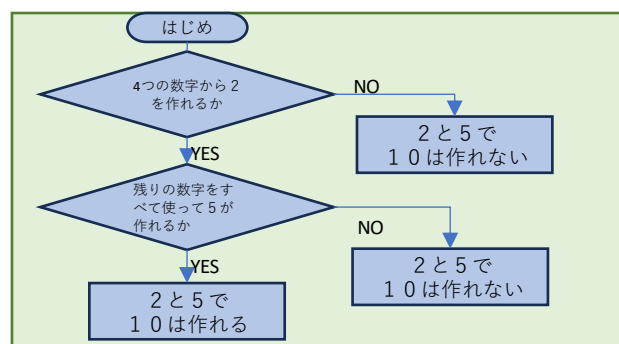 はじめ
4つの数字から2
を作れるか
NO
2と5で
10は作れない
YES
残りの数字をす
べて使って5が
作れるか
NO
2と5で
10は作れない
YES
2と5で
10は作れる